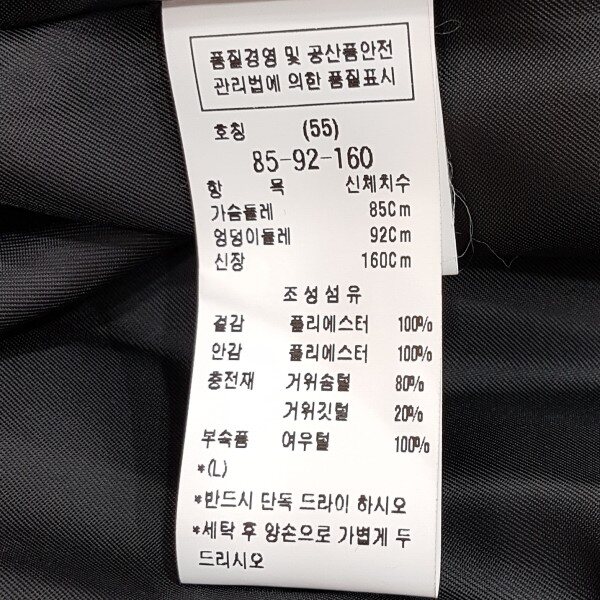 품질경영 및 공산품안전
관리법에 의한 품질표시
호칭 (55)
85-92-160
항 목 신체치수
가슴둘레 85Cm
엉덩이둘레 92Cm
신장 160Cm
조성섬유
겉감 폴리에스터 100%
안감 폴리에스터 100%
충전재 거위솜털 80%
거위깃털 20%
부속품 여우털 100%
*(L)
*반드시 단독 드라이 하시오
*세탁 후 양손으로 가볍게 두
드리시오